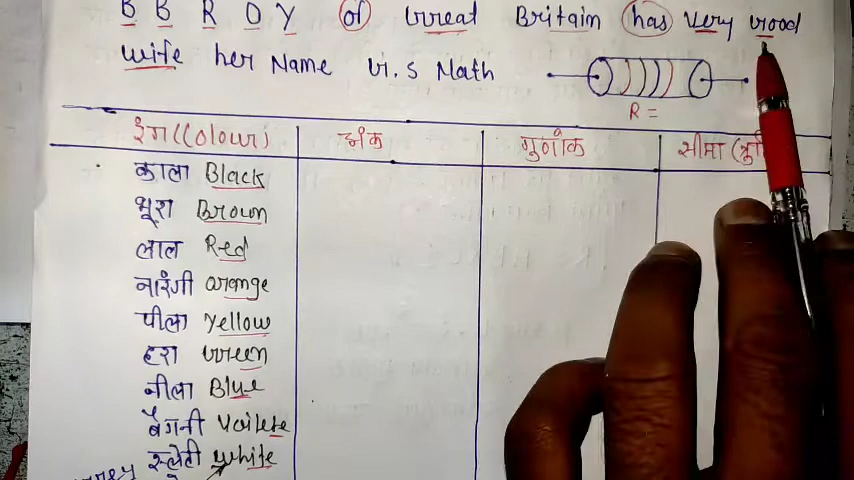 B B R O Y of Great Britain has very Good
wife her Name G.S Math
R =
रंग(Colour) अंक गुणांक सीमा
काला Black
भूरा Brown
लाल Red
नारंगी orange
पीला Yellow
हरा Green
नीला Blue
बैगनी Vailete
स्लेटी White